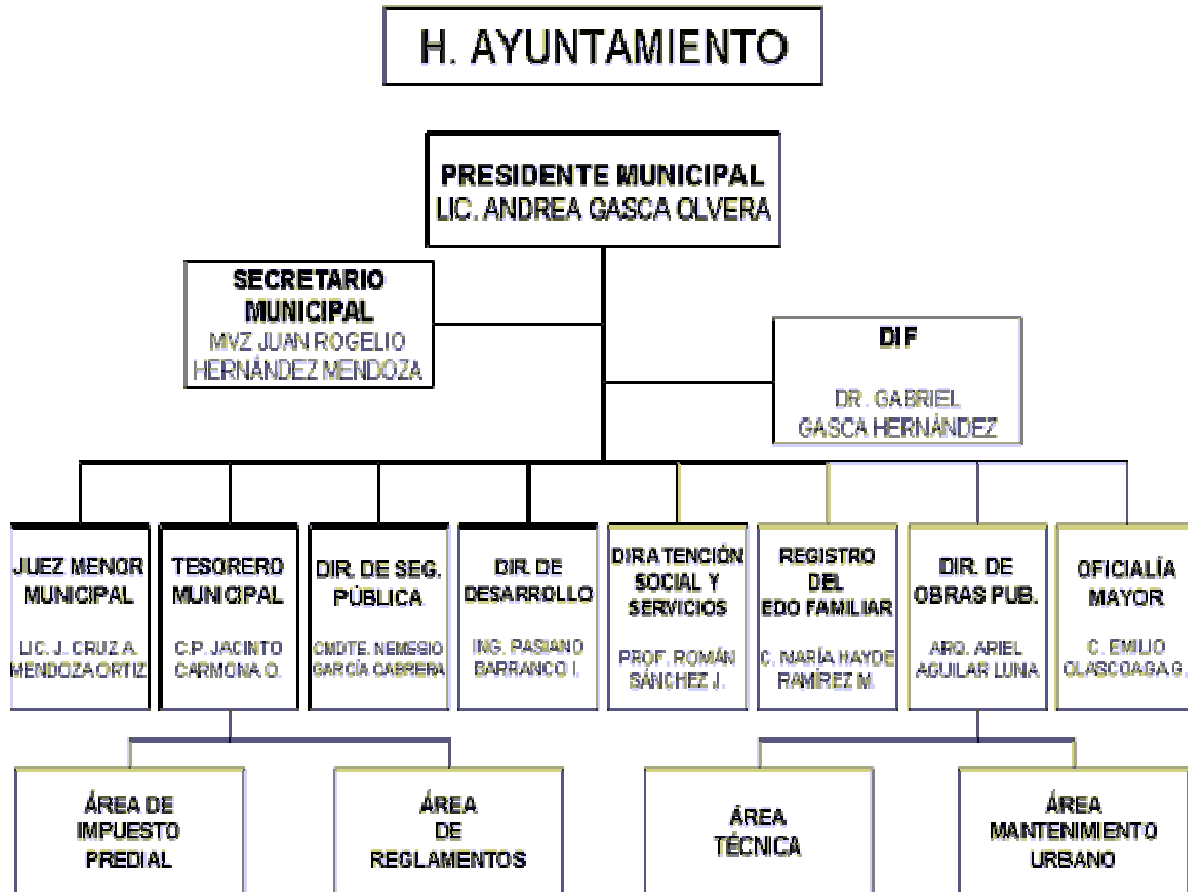 H. AYUNTAMIENTO
PRESIDENTE MUNICIPAL
LIC. ANDREA GASCA OLVERA
SECRETARIO
MUNICIPAL
MVZ JUAN ROGELIO
HERNÁNDEZ MENDOZA
DIF
DR. GABRIEL
GASCA HERNÁNDEZ
JUEZ MENOR
MUNICIPAL
LIC. J. CRUZ A.
MENDOZA ORTIZ
TESORERO
MUNICIPAL
C.P. JACINTO
CARMONA O.
DIR. DE SEG.
PÚBLICA
CMDTE. NEMESIO
GARCÍA CABRERA
DIR. DE
DESARROLLO
ING. PASIANO
BARRANCO I.
DIR ATENCIÓN
SOCIAL Y
SERVICIOS
PROF. ROMÁN
SÁNCHEZ J.
REGISTRO
DEL
EDO FAMILIAR
C. MARÍA HAYDE
RAMÍREZ M.
DIR. DE
OBRAS PUB.
ARQ. ARIEL
AGUILAR LUNA
OFICIALÍA
MAYOR
C. EMILIO
OLASCOAGA G.
ÁREA DE
IMPUESTO
PREDIAL
ÁREA
DE
REGLAMENTOS
ÁREA
TÉCNICA
ÁREA
MANTENIMIENTO
URBANO